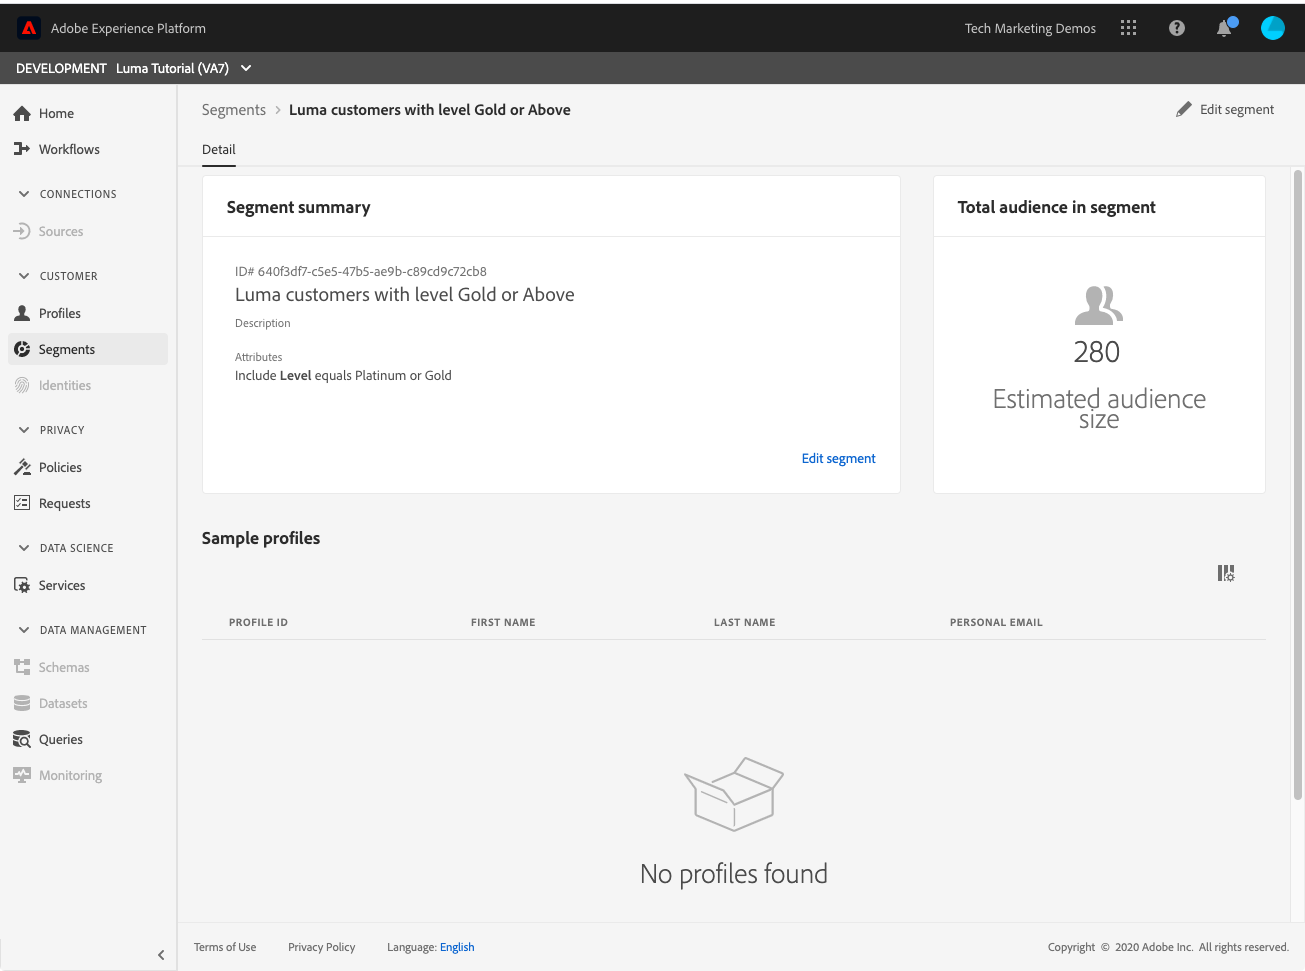 Adobe Experience Platform
Tech Marketing Demos
DEVELOPMENT Luma Tutorial (VA7)
Home
Workflows
CONNECTIONS
Sources
CUSTOMER
Profiles
Segments
Identities
PRIVACY
Policies
Requests
DATA SCIENCE
Services
DATA MANAGEMENT
Schemas
Datasets
Queries
Monitoring
Segments > Luma customers with level Gold or Above
Edit segment
Detail
Segment summary
ID# 640f3df7-c5e5-47b5-ae9b-c89cd9c72cb8
Luma customers with level Gold or Above
Description
Attributes
Include Level equals Platinum or Gold
Edit segment
Total audience in segment
280
Estimated audience
size
Sample profiles
PROFILE ID FIRST NAME LAST NAME PERSONAL EMAIL
No profiles found
Terms of Use Privacy Policy Language: English
Copyright © 2020 Adobe Inc. All rights reserved.